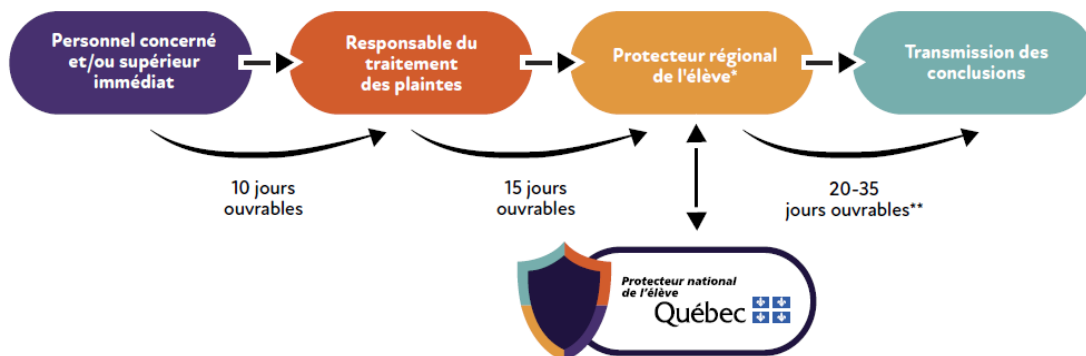 Personnel concerné
et/ou supérieur
immédiat
Responsable du
traitement
des plaintes
Protecteur régional
de l'élève*
Transmission des
conclusions
10 jours
ouvrables
15 jours
ouvrables
20-35
jours ouvrables**
Protecteur national
de l'élève
Québec